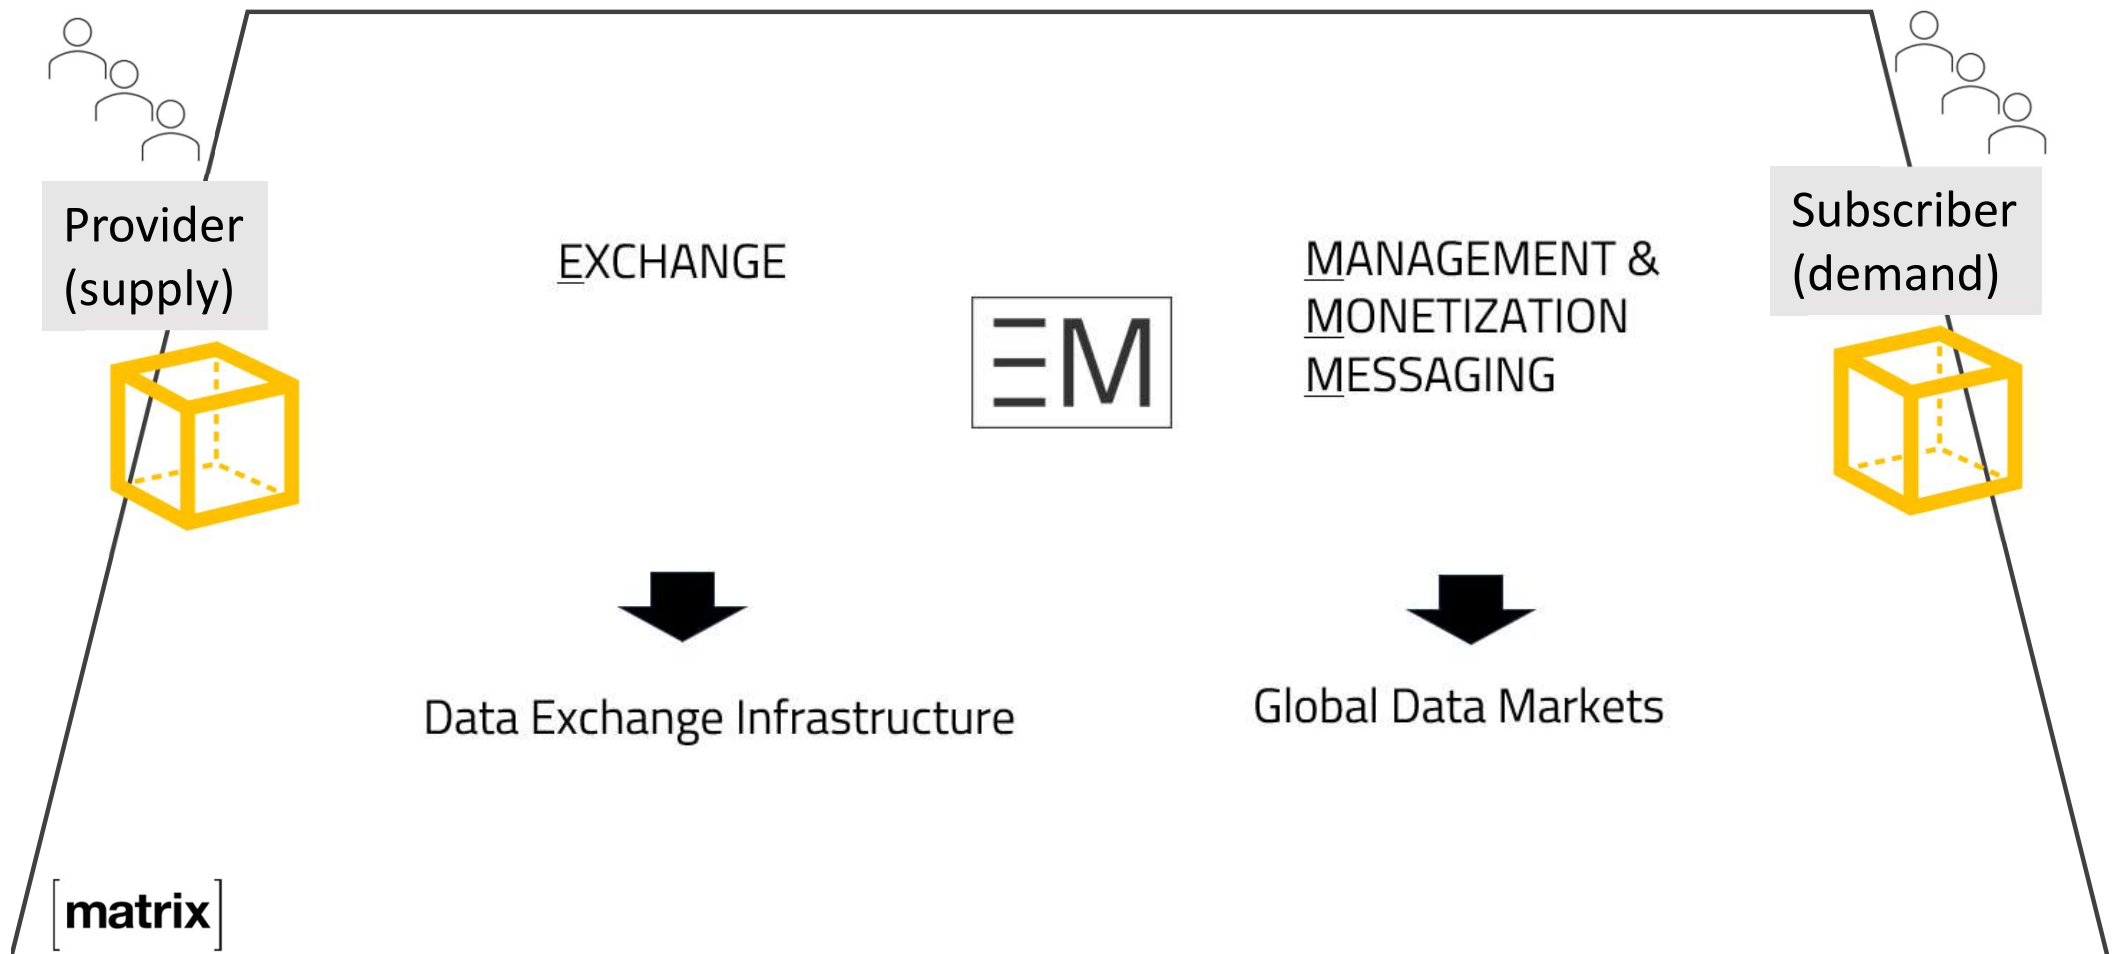 Provider
(supply)
Subscriber
(demand)
EXCHANGE
MANAGEMENT &
MONETIZATION
MESSAGING
ΞM
Data Exchange Infrastructure
Global Data Markets
[matrix]